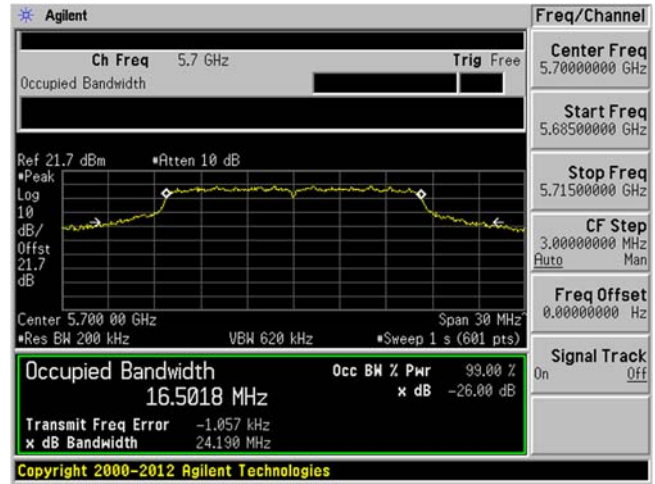 Agilent
Freq/Channel
Ch Freq 5.7 GHz Trig Free
Occupied Bandwidth
Center Freq
5.70000000 GHz
Start Freq
5.68500000 GHz
Stop Freq
5.71500000 GHz
CF Step
3.00000000 MHz
Auto Man
Freq Offset
0.00000000 Hz
Signal Track
On Off
Ref 21.7 dBm #Atten 10 dB
#Peak
Log
10
dB/
Offst
21.7
dB
Center 5.700 00 GHz Span 30 MHz
#Res BW 200 kHz VBW 620 kHz #Sweep 1 s (601 pts)
Occupied Bandwidth
16.5018 MHz
Occ BW % Pwr 99.00 %
x dB -26.00 dB
Transmit Freq Error -1.057 kHz
x dB Bandwidth 24.190 MHz
Copyright 2000-2012 Agilent Technologies